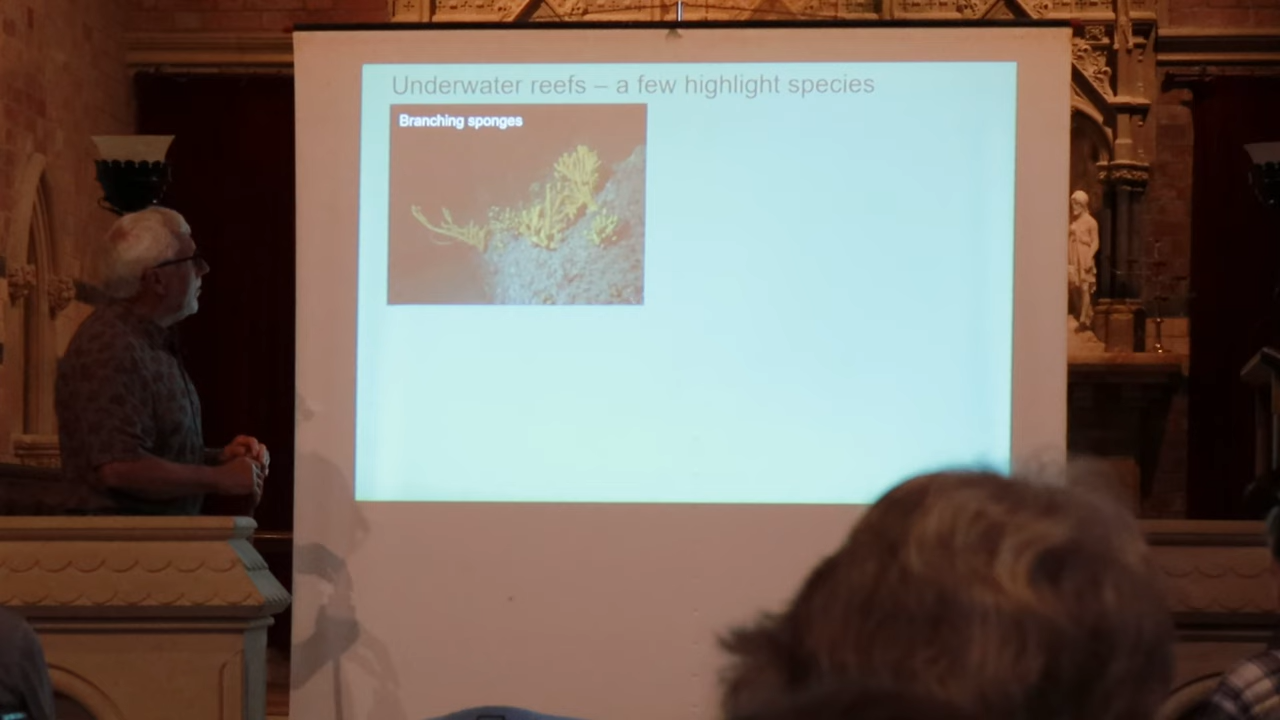 Underwater reefs – a few highlight species
Branching sponges